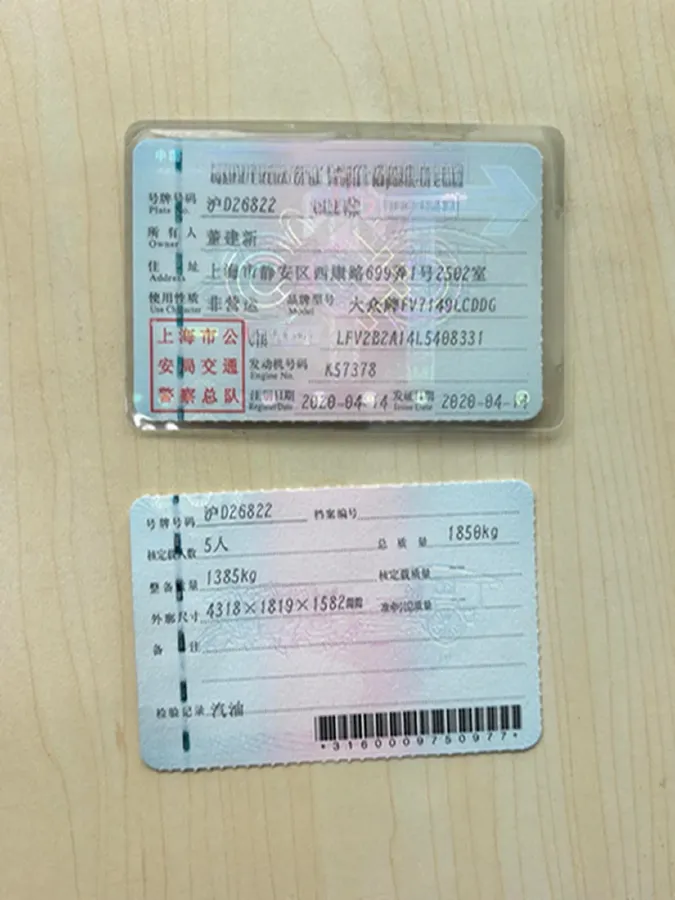 号牌号码 沪D26822
Plate No.
所有人 董建新
Owner
住址 上海市静安区西康路699弄1号2502室
Address
使用性质 非营运 品牌型号 大众牌FV7149LCDDG
Use Character Model
上海市公 LFV2B2A14L5408331
安局交通 发动机号码 K57378
Engine No.
警察总队 注册日期 2020-04-14 发证日期 2020-04-14
Register Date Issue Date
号牌号码 沪D26822 档案编号
核定载人数 5人 总质量 1850kg
整备质量 1385kg 核定载质量 --
外廓尺寸 4318×1819×1582 --
备注
检验记录 汽油
*3160009750977*